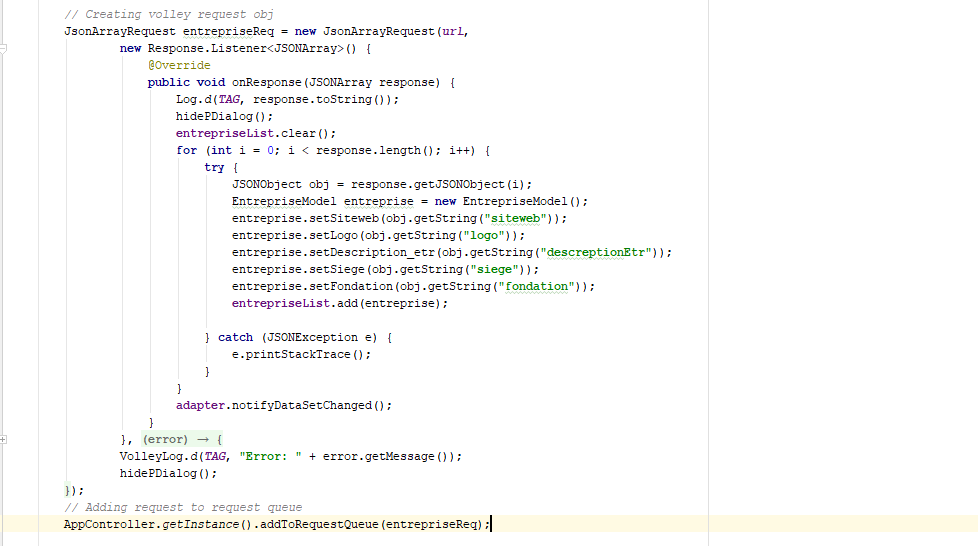 // Creating volley request obj
JsonArrayRequest entrepriseReq = new JsonArrayRequest(url,
new Response.Listener<JSONArray>() {
@Override
public void onResponse(JSONArray response) {
Log.d(TAG, response.toString());
hidePDialog();
entrepriseList.clear();
for (int i = 0; i < response.length(); i++) {
try {
JSONObject obj = response.getJSONObject(i);
EntrepriseModel entreprise = new EntrepriseModel();
entreprise.setSiteweb(obj.getString("siteweb"));
entreprise.setLogo(obj.getString("logo"));
entreprise.setDescription_etr(obj.getString("descreptionEtr"));
entreprise.setSiege(obj.getString("siege"));
entreprise.setFondation(obj.getString("fondation"));
entrepriseList.add(entreprise);
} catch (JSONException e) {
e.printStackTrace();
}
}
adapter.notifyDataSetChanged();
}
}, (error) → {
VolleyLog.d(TAG, "Error: " + error.getMessage());
hidePDialog();
});
// Adding request to request queue
AppController.getInstance().addToRequestQueue(entrepriseReq);